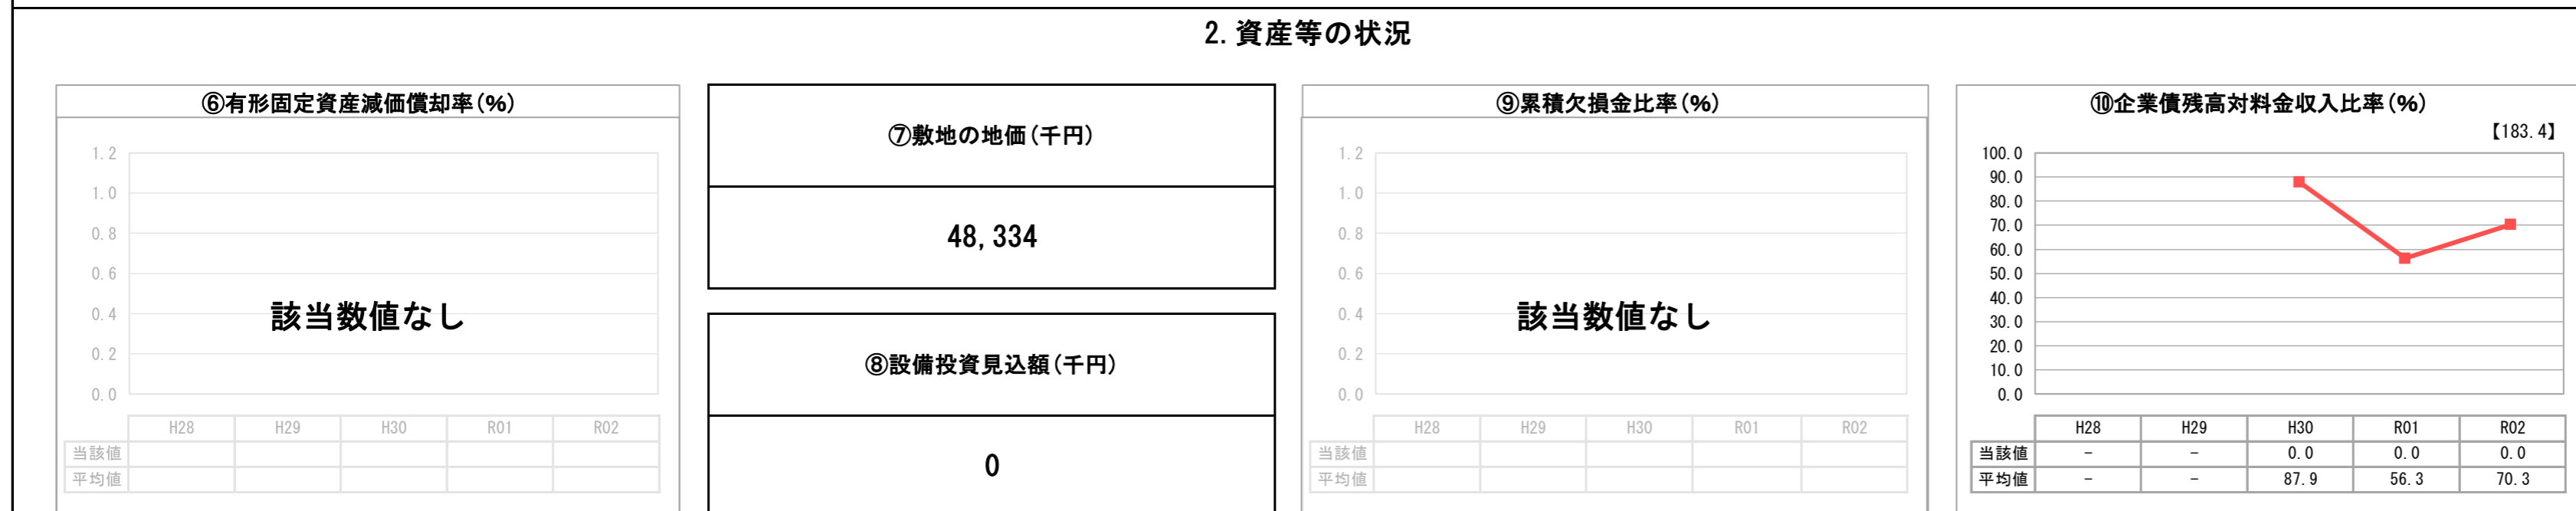 2.資産等の状況
⑥有形固定資産減価償却率(%)
1.2
1.0
0.8
0.6
0.4
0.2
0.0
該当数値なし
H28 H29 H30 R01 R02
当該値
平均値
⑦敷地の地価(千円)
48,334
⑧設備投資見込額(千円)
0
⑨累積欠損金比率(%)
1.2
1.0
0.8
0.6
0.4
0.2
0.0
該当数値なし
H28 H29 H30 R01 R02
当該値
平均値
⑩企業債残高対料金収入比率(%)
【183.4】
100.0
90.0
80.0
70.0
60.0
50.0
40.0
30.0
20.0
10.0
0.0
H28 H29 H30 R01 R02
当該値 - - 0.0 0.0 0.0
平均値 - - 87.9 56.3 70.3